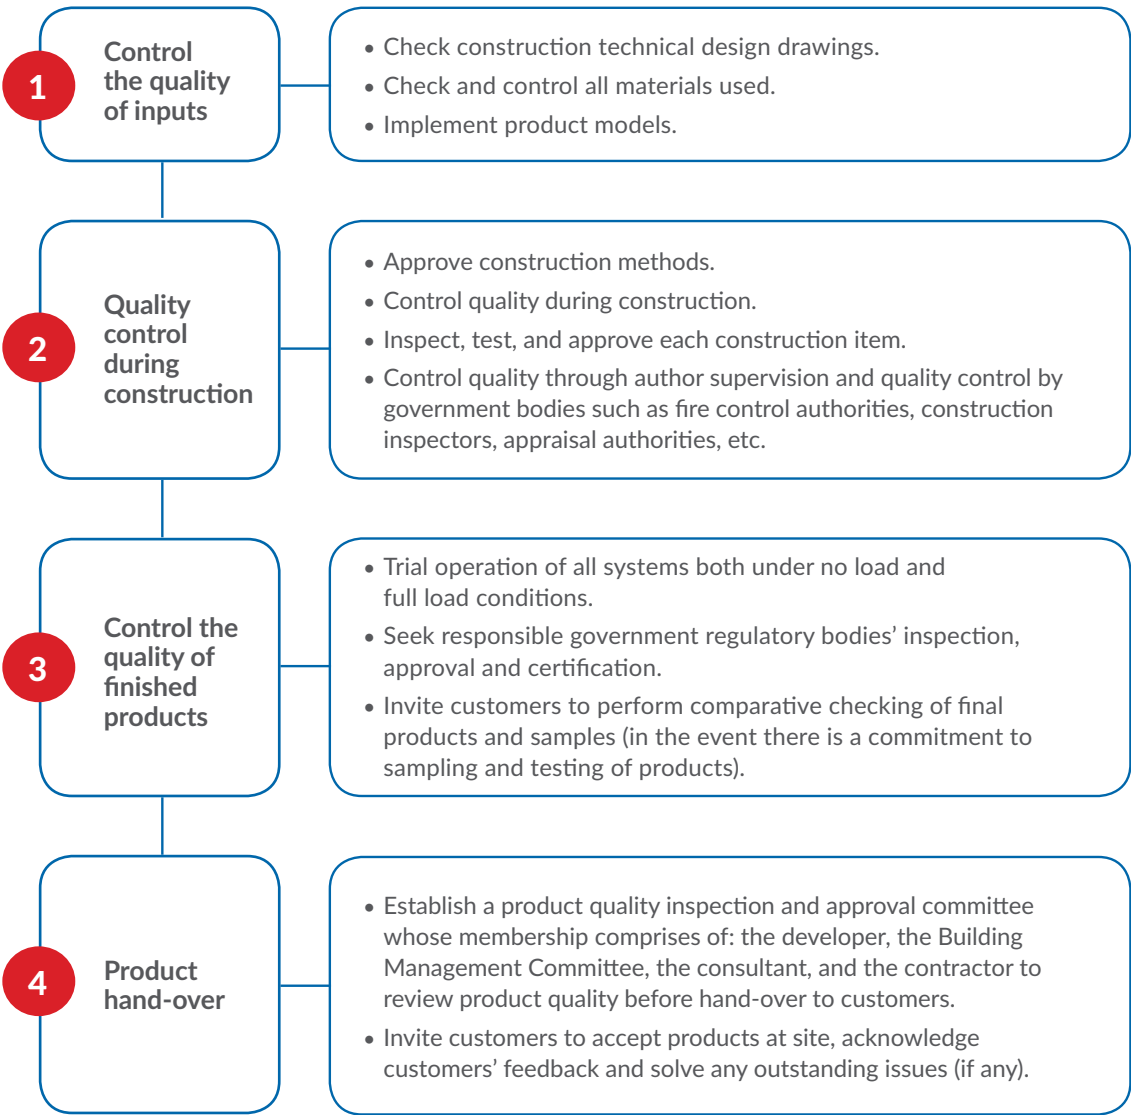 1
Control
the quality
of inputs
• Check construction technical design drawings.
• Check and control all materials used.
• Implement product models.
2
Quality
control
during
construction
• Approve construction methods.
• Control quality during construction.
• Inspect, test, and approve each construction item.
• Control quality through author supervision and quality control by
government bodies such as fire control authorities, construction
inspectors, appraisal authorities, etc.
3
Control the
quality of
finished
products
• Trial operation of all systems both under no load and
full load conditions.
• Seek responsible government regulatory bodies’ inspection,
approval and certification.
• Invite customers to perform comparative checking of final
products and samples (in the event there is a commitment to
sampling and testing of products).
4
Product
hand-over
• Establish a product quality inspection and approval committee
whose membership comprises of: the developer, the Building
Management Committee, the consultant, and the contractor to
review product quality before hand-over to customers.
• Invite customers to accept products at site, acknowledge
customers’ feedback and solve any outstanding issues (if any).